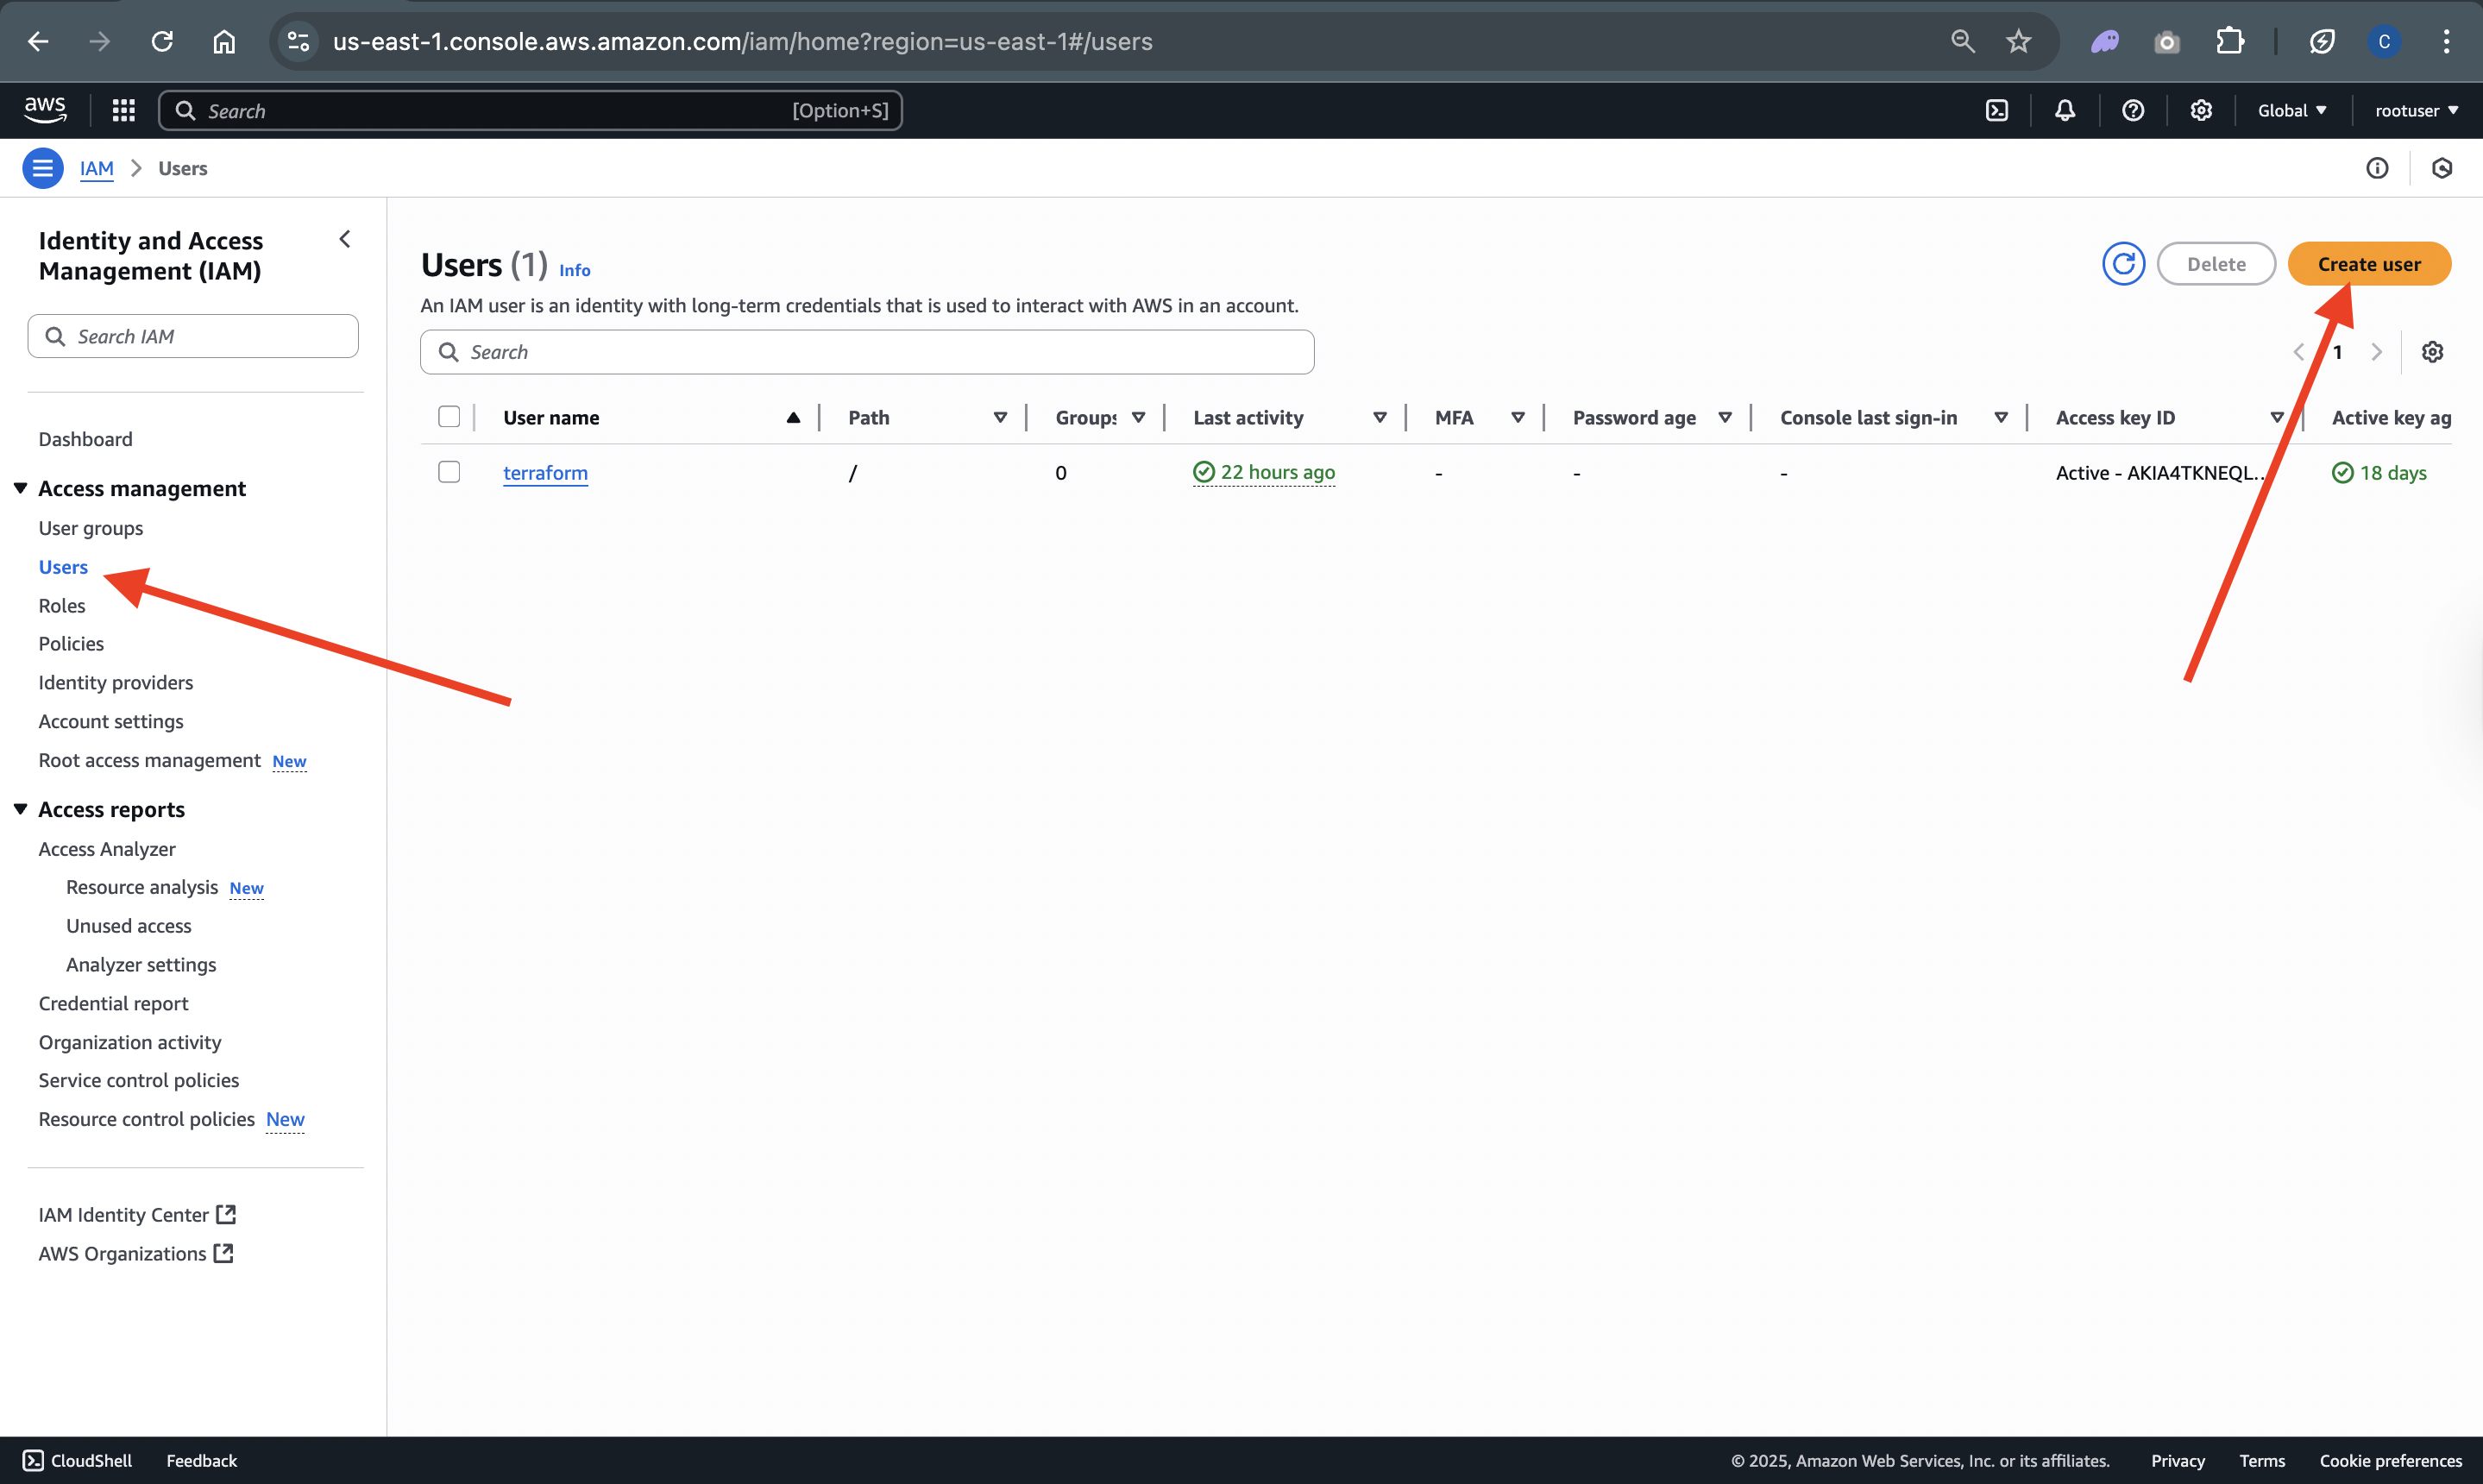 us-east-1.console.aws.amazon.com/iam/home?region=us-east-1#/users
C
aws
Search
[Option+S]
Global
rootuser
IAM
Users
Identity and Access
Management (IAM)
Search IAM
Dashboard
Access management
User groups
Users
Roles
Policies
Identity providers
Account settings
Root access management New
Access reports
Access Analyzer
Resource analysis New
Unused access
Analyzer settings
Credential report
Organization activity
Service control policies
Resource control policies New
IAM Identity Center
AWS Organizations
Users (1) Info
Delete
Create user
An IAM user is an identity with long-term credentials that is used to interact with AWS in an account.
Search
1
User name Path Groups Last activity MFA Password age Console last sign-in Access key ID Active key ag
terraform / 0 22 hours ago - - - Active - AKIA4TKNEQL... 18 days
CloudShell Feedback
© 2025, Amazon Web Services, Inc. or its affiliates. Privacy Terms Cookie preferences